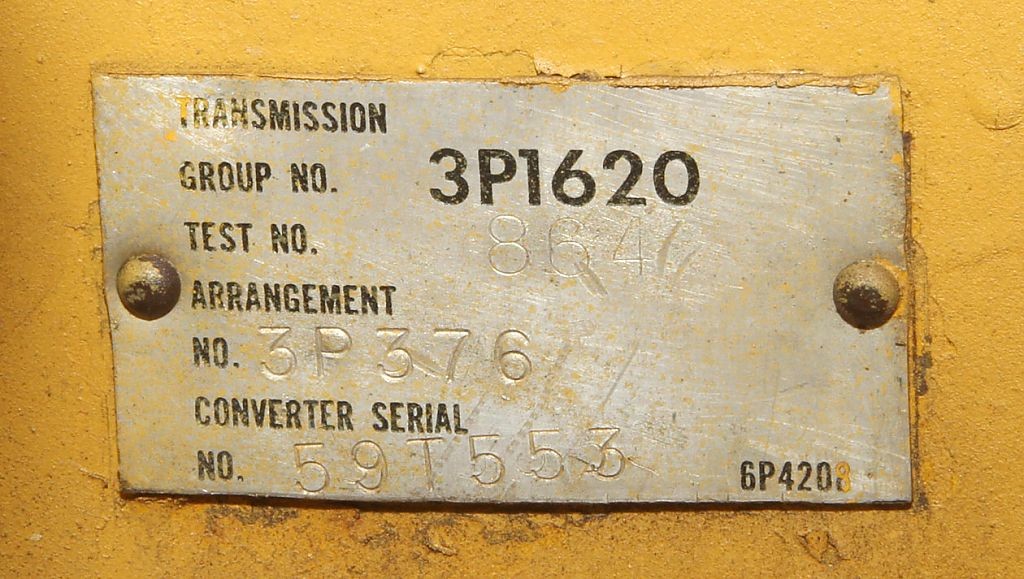 TRANSMISSION
GROUP NO. 3P1620
TEST NO. 864
ARRANGEMENT
NO. 3P376
CONVERTER SERIAL
NO. 59T553
6P4208